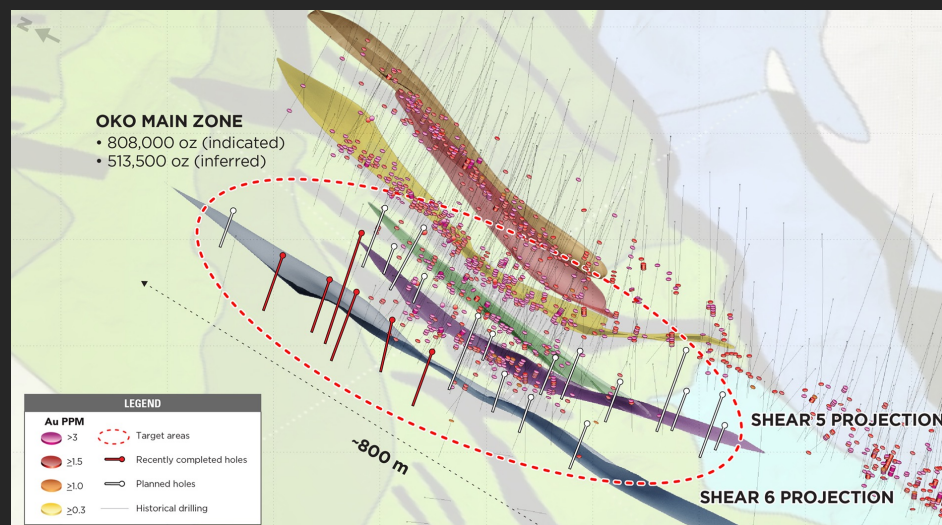 N
OKO MAIN ZONE
• 808,000 oz (indicated)
• 513,500 oz (inferred)
~800 m
SHEAR 5 PROJECTION
SHEAR 6 PROJECTION
LEGEND
Au PPM
>3
≥1.5
≥1.0
≥0.3
Target areas
Recently completed holes
Planned holes
Historical drilling